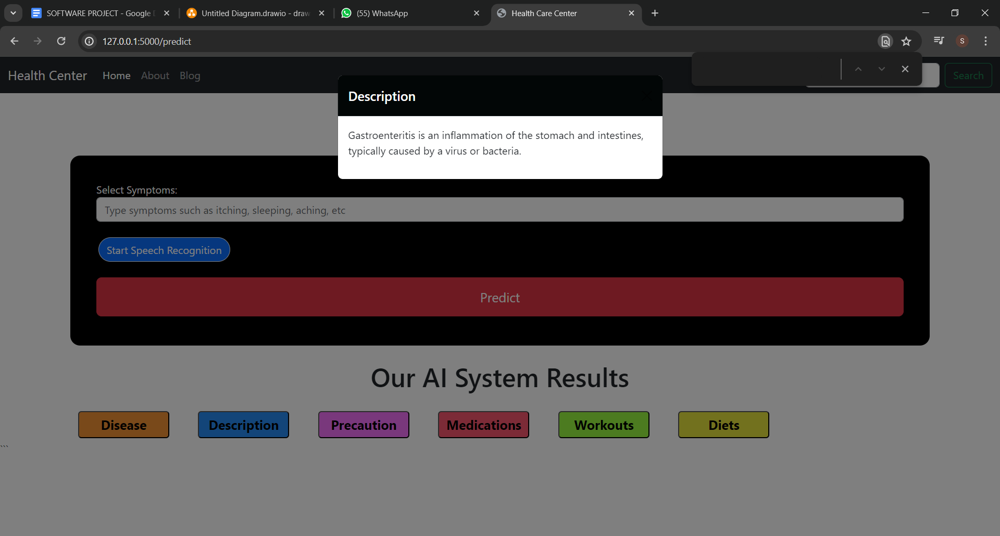 SOFTWARE PROJECT - Google
Untitled Diagram.drawio - draw
(55) WhatsApp
Health Care Center
127.0.0.1:5000/predict
S
Health Center
Home
About
Blog
Search
Description
Gastroenteritis is an inflammation of the stomach and intestines,
typically caused by a virus or bacteria.
Select Symptoms:
Type symptoms such as itching, sleeping, aching, etc
Start Speech Recognition
Predict
Our AI System Results
Disease
Description
Precaution
Medications
Workouts
Diets
```